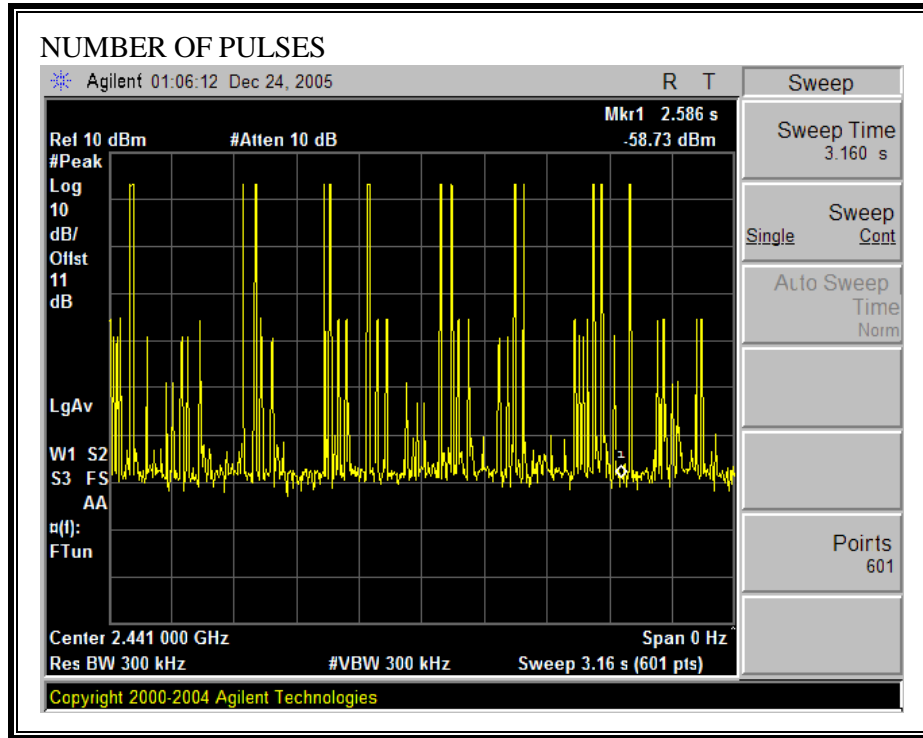 NUMBER OF PULSES
Agilent 01:06:12 Dec 24, 2005 R T
Sweep
Mkr1 2.586 s
Ref 10 dBm #Atten 10 dB -58.73 dBm
#Peak
Log
10
dB/
Offst
11
dB
LgAv
W1 S2
S3 FS
AA
¤(f):
FTun
1
Center 2.441 000 GHz Span 0 Hz
Res BW 300 kHz #VBW 300 kHz Sweep 3.16 s (601 pts)
Copyright 2000-2004 Agilent Technologies
Sweep Time
3.160 s
Sweep
Single Cont
Auto Sweep
Time
Norm
Points
601